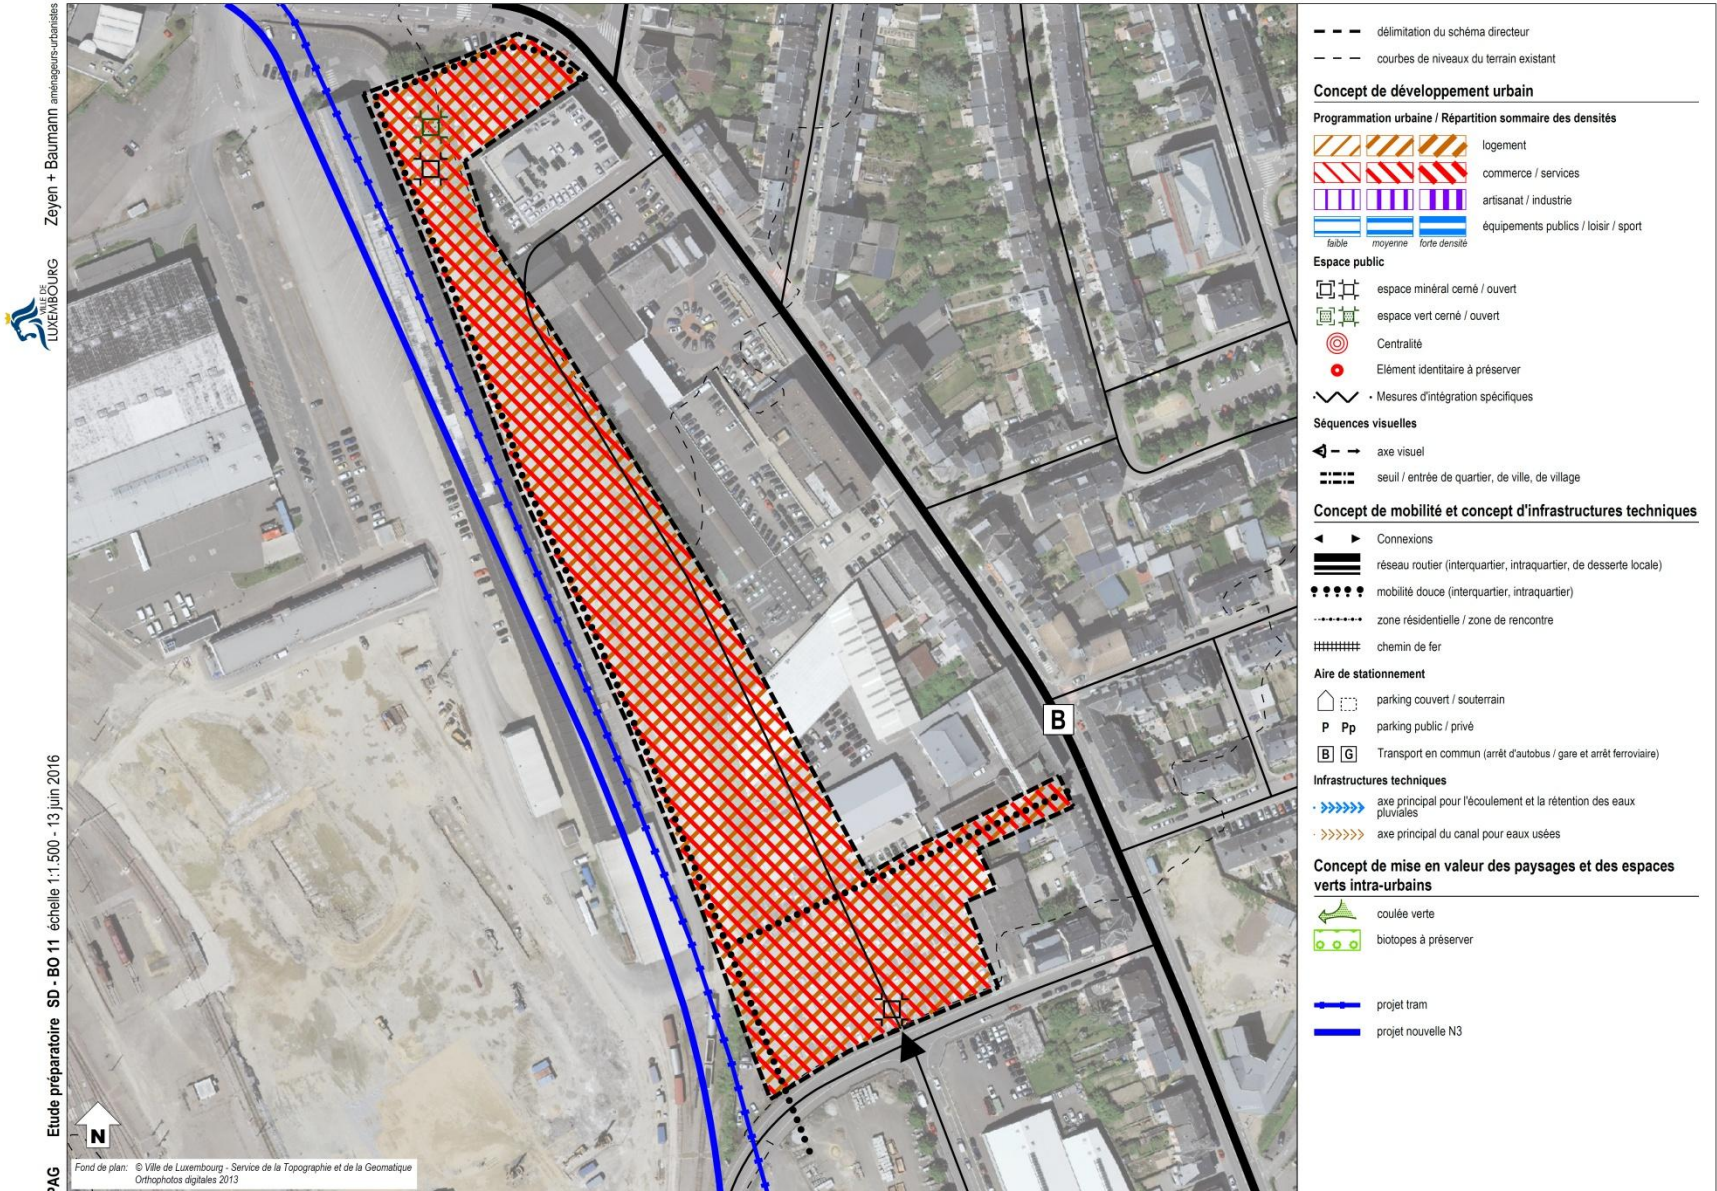 Zeyen + Baumann aménageurs-urbanistes
VILLE DE
LUXEMBOURG
PAG Etude préparatoire SD - BO 11 échelle 1:1.500 - 13 juin 2016
B
N
Fond de plan: © Ville de Luxembourg - Service de la Topographie et de la Geomatique
Orthophotos digitales 2013
délimitation du schéma directeur
courbes de niveaux du terrain existant
Concept de développement urbain
Programmation urbaine / Répartition sommaire des densités
logement
commerce / services
artisanat / industrie
équipements publics / loisir / sport
faible moyenne forte densité
Espace public
espace minéral cerné / ouvert
espace vert cerné / ouvert
Centralité
Elément identitaire à préserver
Mesures d'intégration spécifiques
Séquences visuelles
axe visuel
seuil / entrée de quartier, de ville, de village
Concept de mobilité et concept d'infrastructures techniques
Connexions
réseau routier (interquartier, intraquartier, de desserte locale)
mobilité douce (interquartier, intraquartier)
zone résidentielle / zone de rencontre
chemin de fer
Aire de stationnement
parking couvert / souterrain
P Pp parking public / privé
B G Transport en commun (arrêt d'autobus / gare et arrêt ferroviaire)
Infrastructures techniques
axe principal pour l'écoulement et la rétention des eaux
pluviales
axe principal du canal pour eaux usées
Concept de mise en valeur des paysages et des espaces
verts intra-urbains
coulée verte
biotopes à préserver
projet tram
projet nouvelle N3